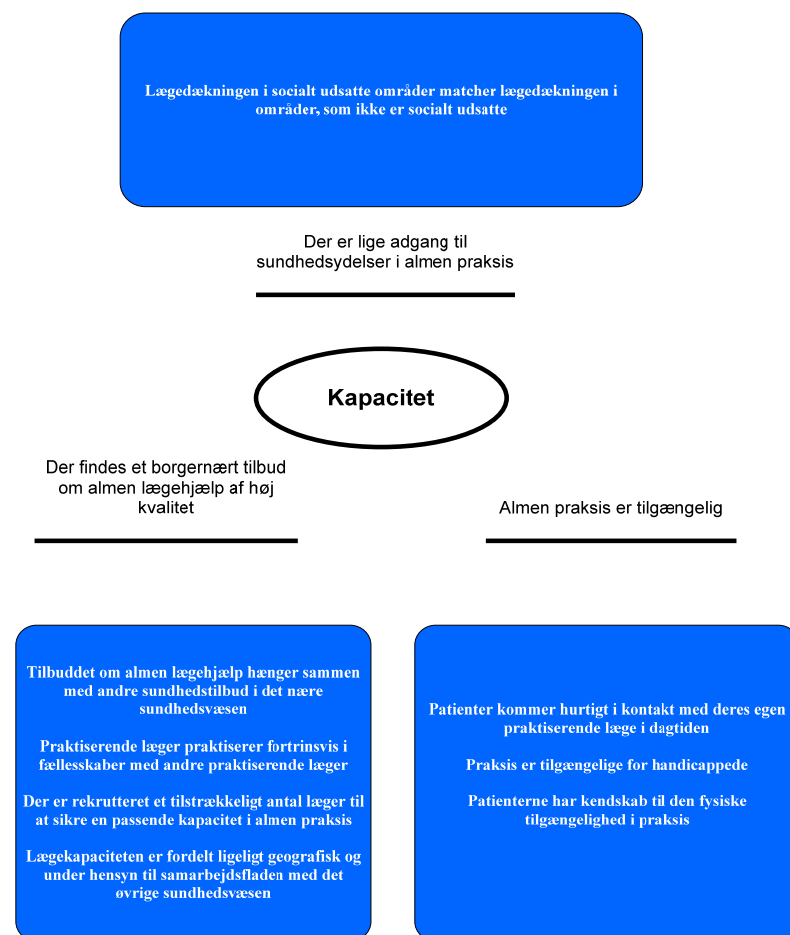 Lægedækningen i socialt udsatte områder matcher lægedækningen i
områder, som ikke er socialt udsatte
Der er lige adgang til
sundhedsydelser i almen praksis
Kapacitet
Der findes et borgernært tilbud
om almen lægehjælp af høj
kvalitet
Almen praksis er tilgængelig
Tilbuddet om almen lægehjælp hænger sammen
med andre sundhedstilbud i det nære
sundhedsvæsen
Praktiserende læger praktiserer fortrinsvis i
fællesskaber med andre praktiserende læger
Der er rekrutteret et tilstrækkeligt antal læger til
at sikre en passende kapacitet i almen praksis
Lægekapaciteten er fordelt ligeligt geografisk og
under hensyn til samarbejdsfladen med det
øvrige sundhedsvæsen
Patienter kommer hurtigt i kontakt med deres egen
praktiserende læge i dagtiden
Praksis er tilgængelige for handicappede
Patienterne har kendskab til den fysiske
tilgængelighed i praksis